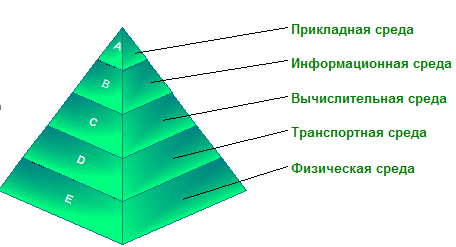 A
Прикладная среда
B
Информационная среда
C
Вычислительная среда
D
Транспортная среда
E
Физическая среда